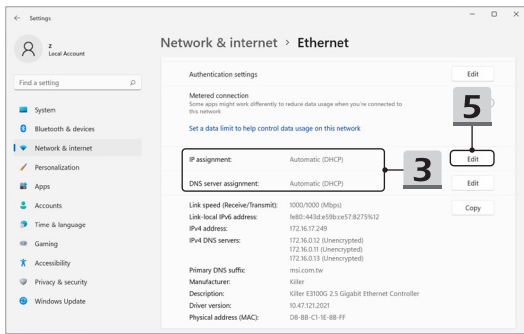 Settings
Z
Local Account
Find a setting
System
Bluetooth & devices
Network & internet
Personalization
Apps
Accounts
Time & language
Gaming
Accessibility
Privacy & security
Windows Update
Network & internet > Ethernet
Authentication settings Edit
Metered connection
Some apps might work differently to reduce data usage when you're connected to
this network
5
Set a data limit to help control data usage on this network
IP assignment: Automatic (DHCP) Edit
3
DNS server assignment: Automatic (DHCP) Edit
Link speed (Receive/Transmit): 1000/1000 (Mbps) Copy
Link-local IPv6 address: fe80::443d:e59b:ce57:8275%12
IPv4 address: 172.16.17.249
IPv4 DNS servers: 172.16.0.12 (Unencrypted)
172.16.0.11 (Unencrypted)
172.16.0.13 (Unencrypted)
Primary DNS suffix: msi.com.tw
Manufacturer: Killer
Description: Killer E3100G 2.5 Gigabit Ethernet Controller
Driver version: 10.47.121.2021
Physical address (MAC): D8-BB-C1-1E-8B-FF